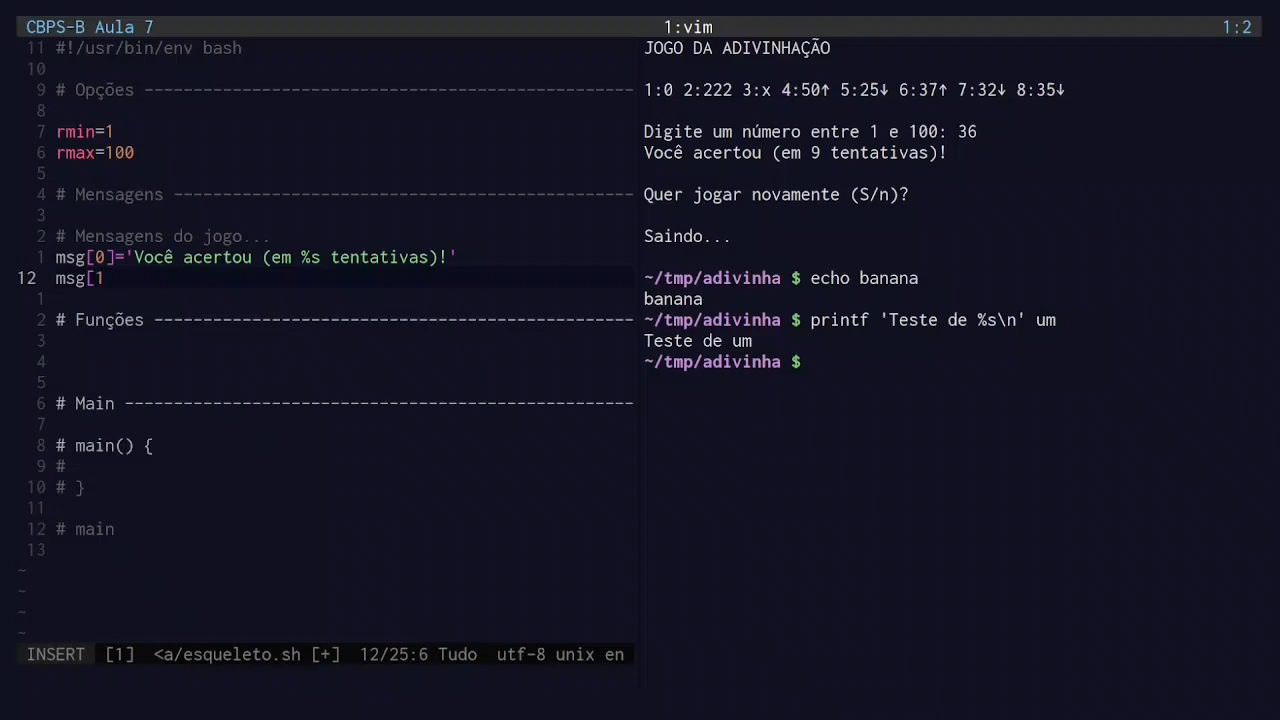 CBPS-B Aula 7 1:vim 1:2
11 #!/usr/bin/env bash
10
9 # Opções --------------------------------------------------
8
7 rmin=1
6 rmax=100
5
4 # Mensagens -----------------------------------------------
3
2 # Mensagens do jogo...
1 msg[0]='Você acertou (em %s tentativas)!'
12 msg[1
1
2 # Funções -------------------------------------------------
3
4
5
6 # Main ----------------------------------------------------
7
8 # main() {
9 #
10 # }
11
12 # main
13
~
~
~
~
INSERT [1] <a/esqueleto.sh [+] 12/25:6 Tudo utf-8 unix en
JOGO DA ADIVINHAÇÃO
1:0 2:222 3:x 4:50↑ 5:25↓ 6:37↑ 7:32↓ 8:35↓
Digite um número entre 1 e 100: 36
Você acertou (em 9 tentativas)!
Quer jogar novamente (S/n)?
Saindo...
~/tmp/adivinha $ echo banana
banana
~/tmp/adivinha $ printf 'Teste de %s\n' um
Teste de um
~/tmp/adivinha $